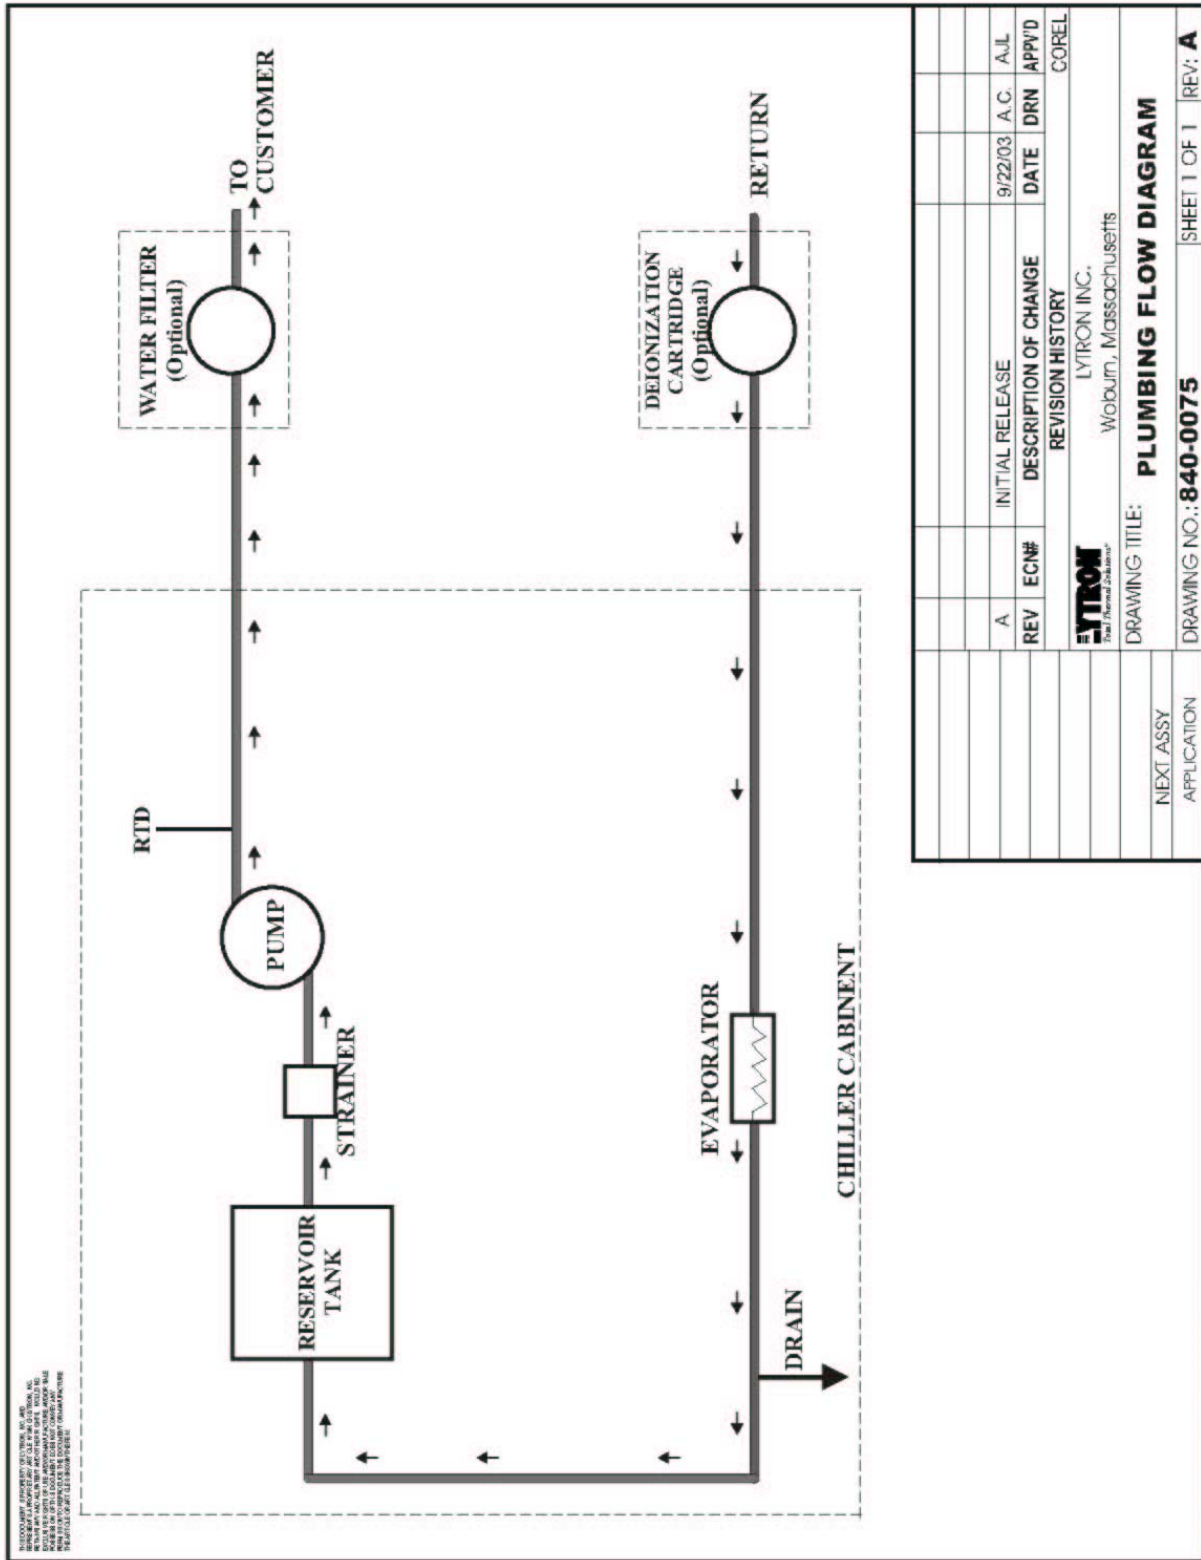 TO
CUSTOMER
WATER FILTER
(Optional)
RTD
PUMP
STRAINER
RESERVOIR
TANK
RETURN
DEIONIZATION
CARTRIDGE
(Optional)
EVAPORATOR
DRAIN
CHILLER CABINENT
A INITIAL RELEASE 9/22/03 A.C. AJL
REV ECN# DESCRIPTION OF CHANGE DATE DRN APPV'D
REVISION HISTORY COREL
LYTRON
Total Thermal Solutions
LYTRON INC.
Woburn, Massachusetts
DRAWING TITLE:
PLUMBING FLOW DIAGRAM
NEXT ASSY
APPLICATION
DRAWING NO.: 840-0075
SHEET 1 OF 1
REV: A